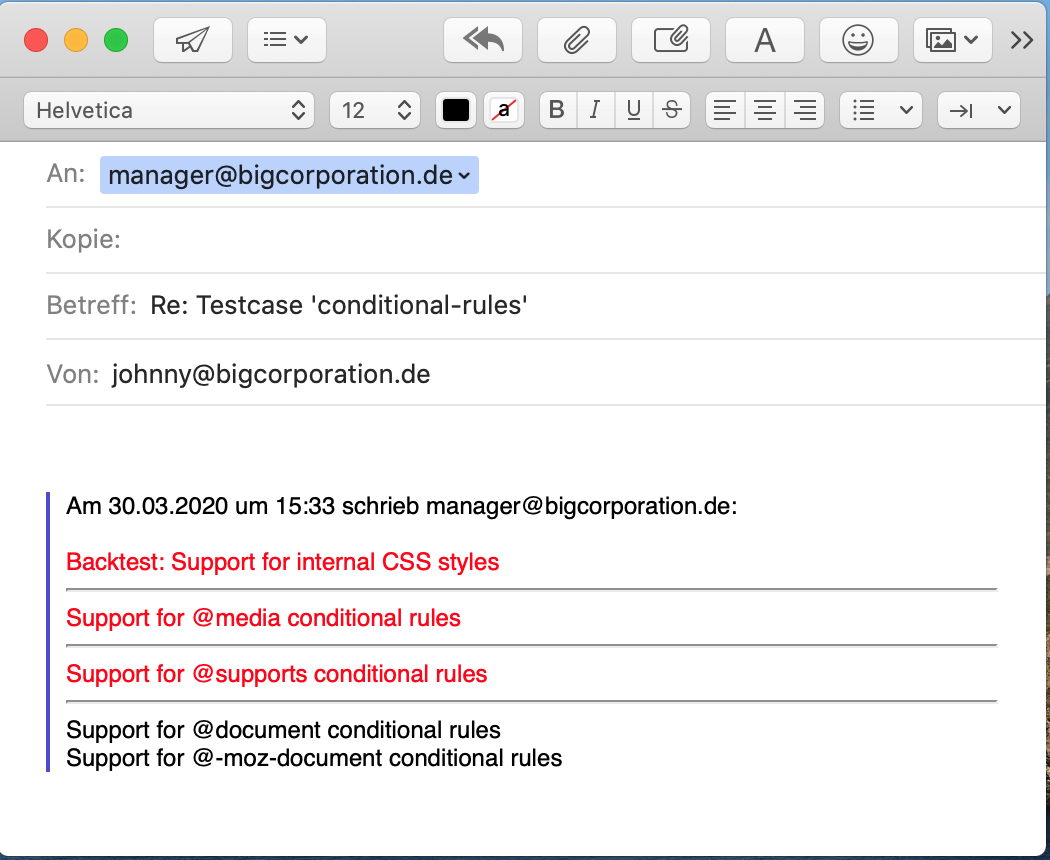 Helvetica 12 a B I U S
An: manager@bigcorporation.de
Kopie:
Betreff: Re: Testcase 'conditional-rules'
Von: johnny@bigcorporation.de
Am 30.03.2020 um 15:33 schrieb manager@bigcorporation.de:
Backtest: Support for internal CSS styles
Support for @media conditional rules
Support for @supports conditional rules
Support for @document conditional rules
Support for @-moz-document conditional rules